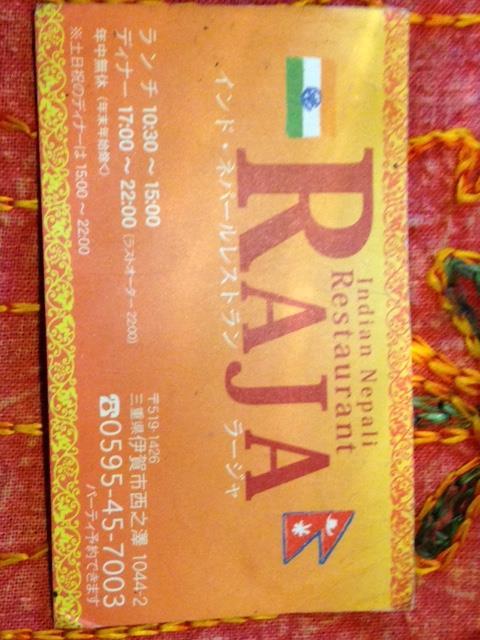 Indian Nepali
Restaurant
RAJA
インド・ネパールレストラン ラージャ
ランチ 10:30 ~ 15:00
ディナー 17:00 ~ 22:00 (ラストオーダー 22:00)
年中無休(年末年始除く)
※土日祝のディナーは 15:00 ~ 22:00
〒519-1426
三重県伊賀市西之澤 1044-2
☎0595-45-7003
パーティ予約できます